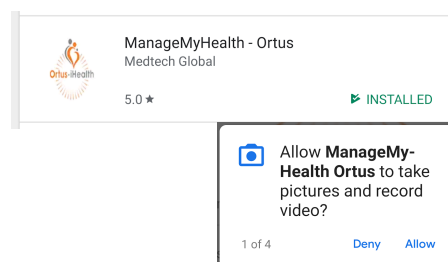 ManageMyHealth - Ortus
Medtech Global
Ortus-iHealth
5.0★
INSTALLED
Allow ManageMy-
Health Ortus to take
pictures and record
video?
1 of 4
Deny
Allow